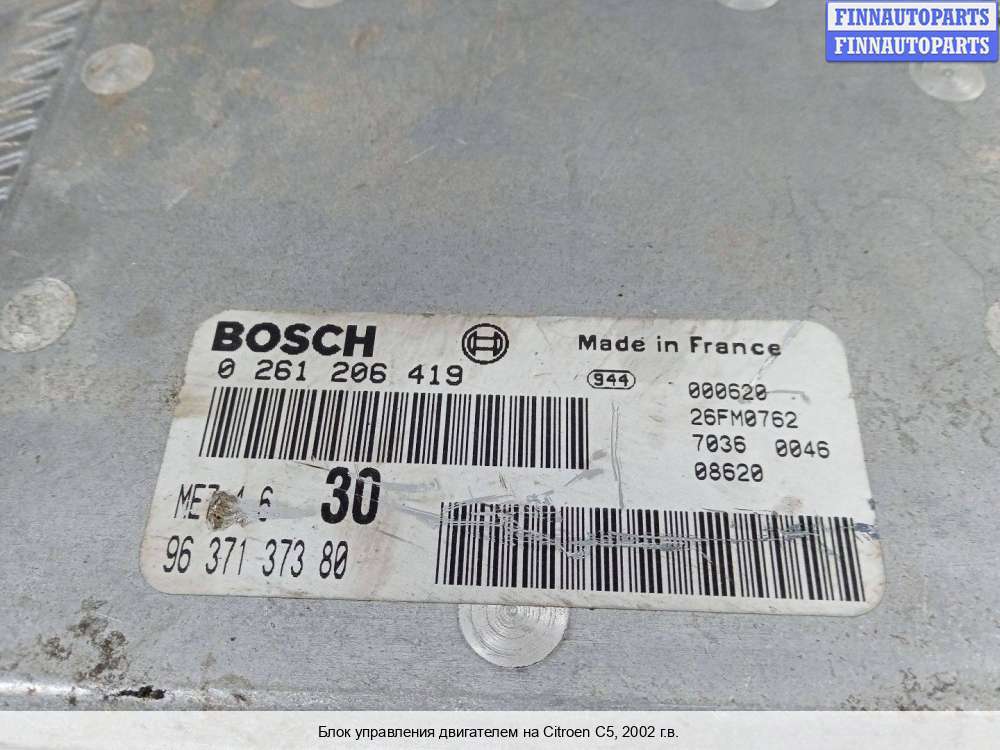 FINNAUTOPARTS
FINNAUTOPARTS
BOSCH
Made in France
0 261 206 419
944
000620
26FM0762
7036 0046
08620
30
96 371 373 80
Блок управления двигателем на Citroen C5, 2002 г.в.